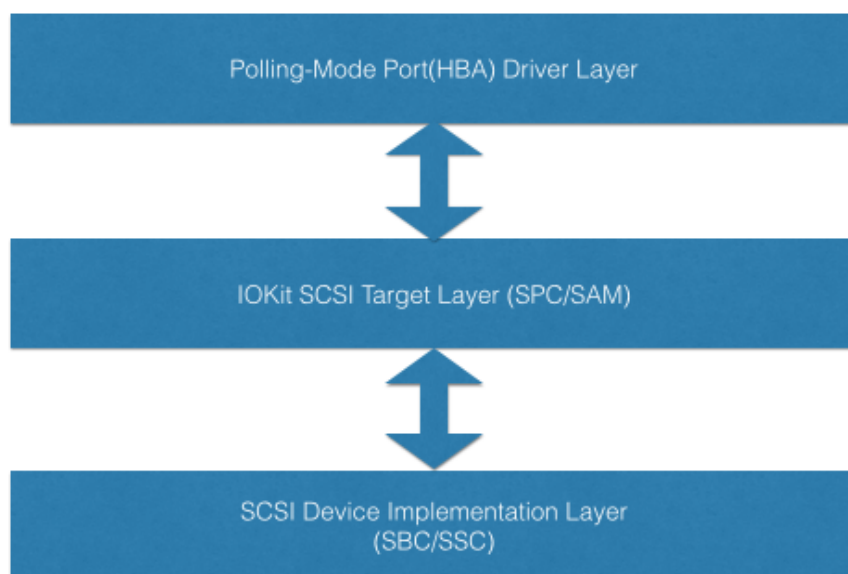 Polling-Mode Port(HBA) Driver Layer
IOKit SCSI Target Layer (SPC/SAM)
SCSI Device Implementation Layer
(SBC/SSC)